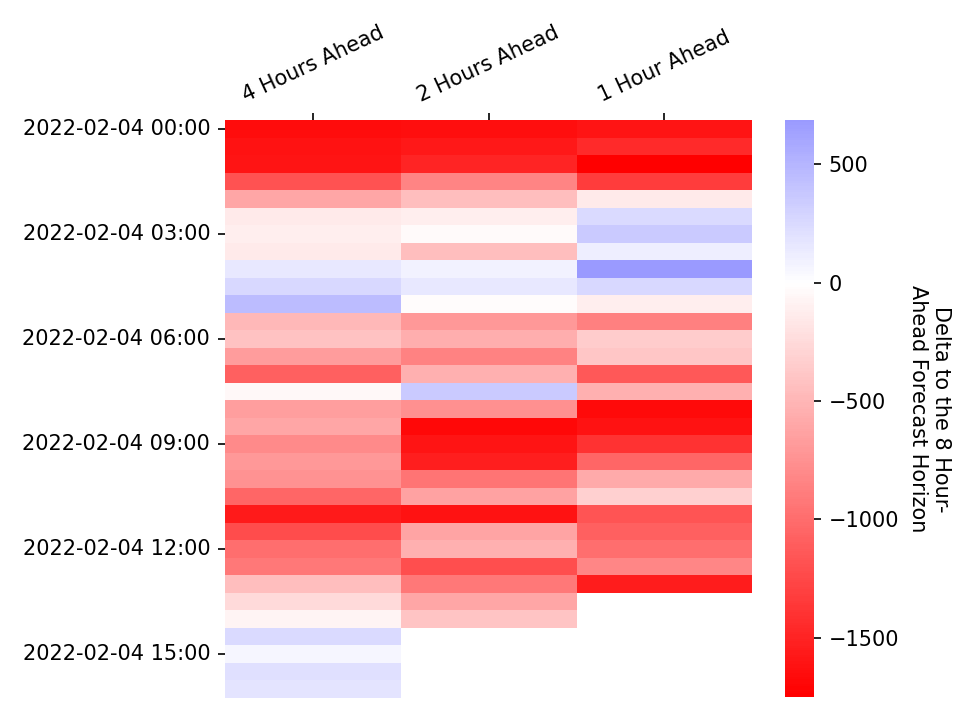 4 Hours Ahead
2 Hours Ahead
1 Hour Ahead
2022-02-04 00:00
2022-02-04 03:00
2022-02-04 06:00
2022-02-04 09:00
2022-02-04 12:00
2022-02-04 15:00
500
0
−500
−1000
−1500
Delta to the 8 Hour-
Ahead Forecast Horizon